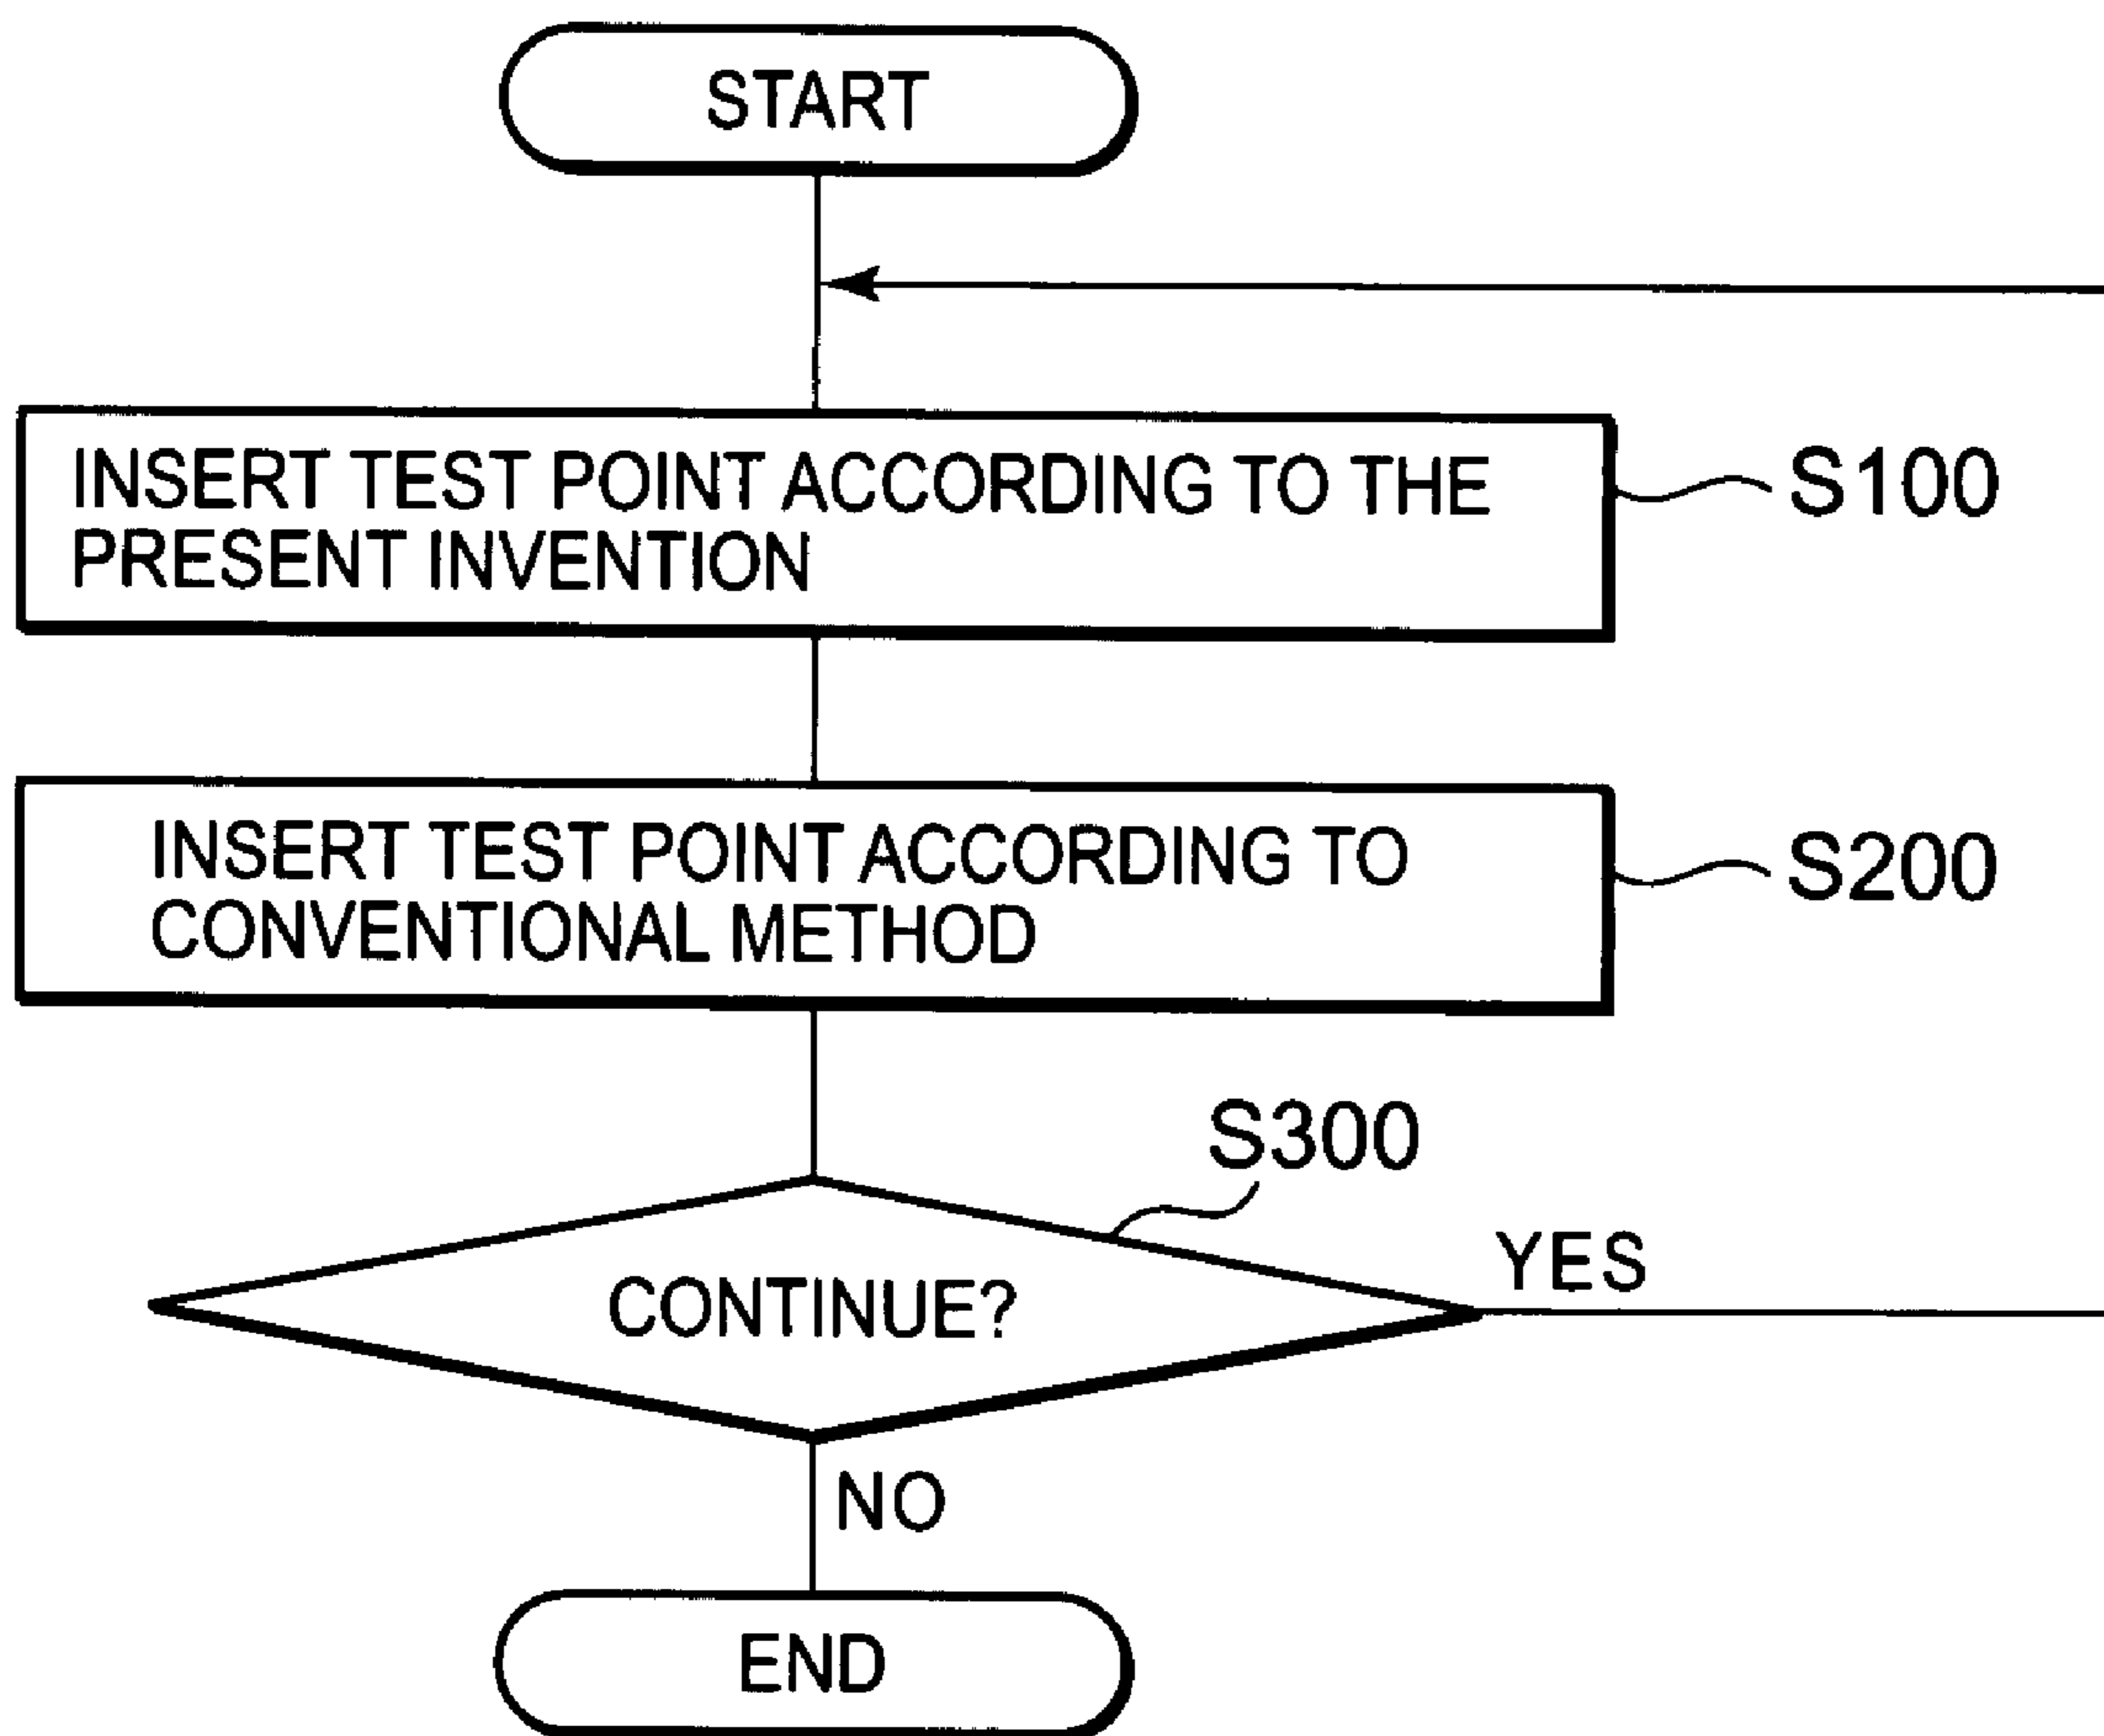 START
INSERT TEST POINT ACCORDING TO THE
PRESENT INVENTION
S100
INSERT TEST POINT ACCORDING TO
CONVENTIONAL METHOD
S200
S300
CONTINUE?
YES
NO
END